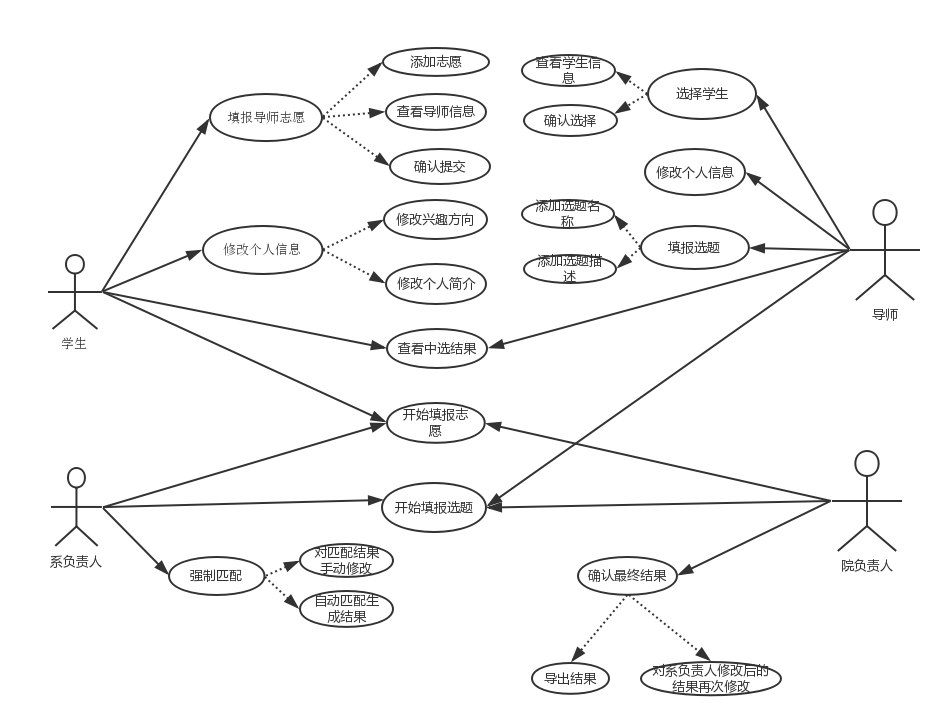 添加志愿
查看学生信
息
选择学生
填报导师志愿
查看导师信息
确认选择
确认提交
修改个人信息
修改兴趣方向
添加选题名
称
修改个人信息
填报选题
添加选题描
述
修改个人简介
导师
学生
查看中选结果
开始填报志
愿
开始填报选题
系负责人
院负责人
强制匹配
对匹配结果
手动修改
自动匹配生
成结果
确认最终结果
导出结果
对系负责人修改后的
结果再次修改